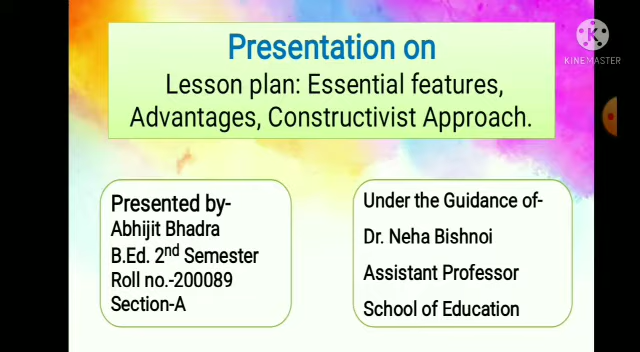 Presentation on
Lesson plan: Essential features,
Advantages, Constructivist Approach.
KINEMASTER
Presented by-
Abhijit Bhadra
B.Ed. 2nd Semester
Roll no.-200089
Section-A
Under the Guidance of-
Dr. Neha Bishnoi
Assistant Professor
School of Education